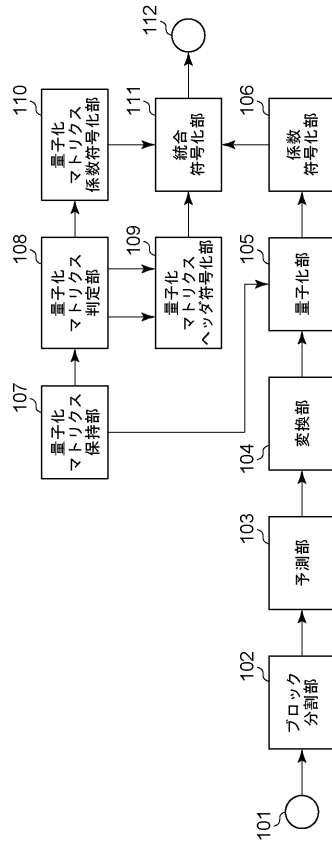 101
102
ブロック
分割部
103
予測部
104
変換部
105
量子化部
106
係数
符号化部
107
量子化
マトリクス
保持部
108
量子化
マトリクス
判定部
109
量子化
マトリクス
ヘッダ符号化部
110
量子化
マトリクス
係数符号化部
111
統合
符号化部
112